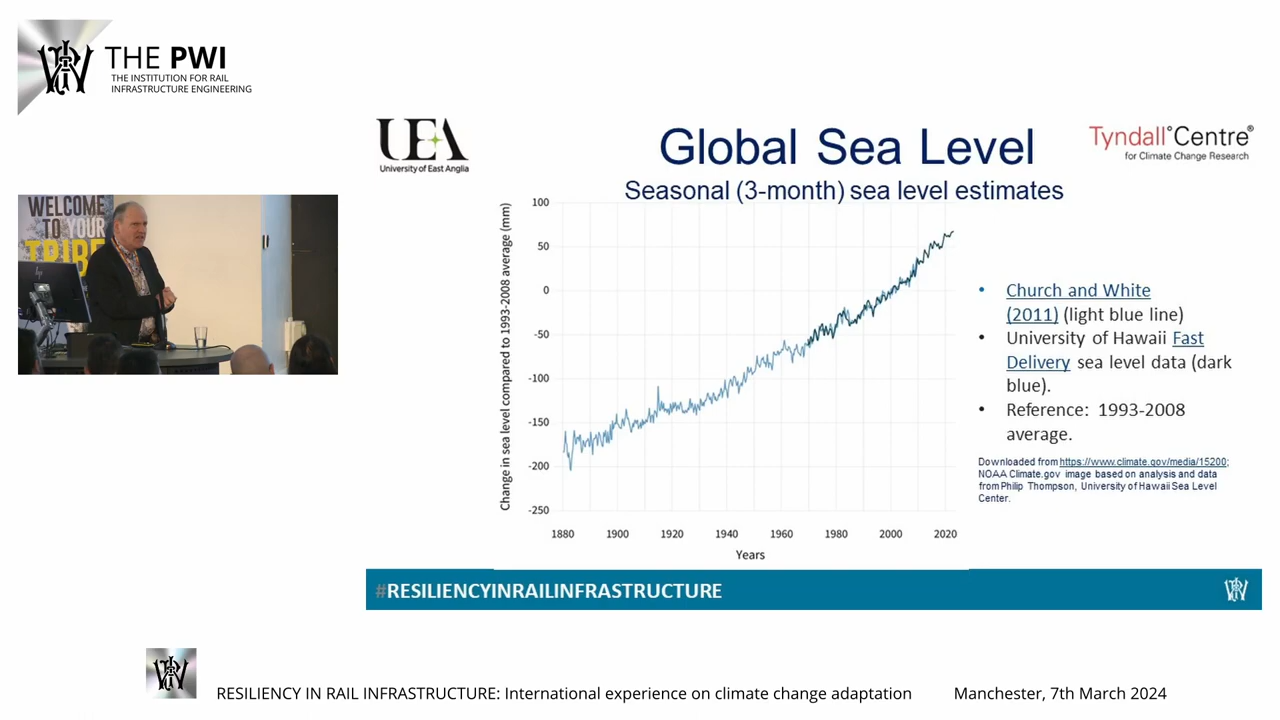 THE PWI
THE INSTITUTION FOR RAIL
INFRASTRUCTURE ENGINEERING
UEA
University of East Anglia
Global Sea Level
Tyndall°Centre®
for Climate Change Research
Seasonal (3-month) sea level estimates
WELCOME
TO YOUR
TRIBE
hp
Change in sea level compared to 1993-2008 average (mm)
100
50
0
-50
-100
-150
-200
-250
1880 1900 1920 1940 1960 1980 2000 2020
Years
• Church and White
(2011) (light blue line)
• University of Hawaii Fast
Delivery sea level data (dark
blue).
• Reference: 1993-2008
average.
Downloaded from https://www.climate.gov/media/15200;
NOAA Climate.gov image based on analysis and data
from Philip Thompson, University of Hawaii Sea Level
Center.
#RESILIENCYINRAILINFRASTRUCTURE
RESILIENCY IN RAIL INFRASTRUCTURE: International experience on climate change adaptation Manchester, 7th March 2024